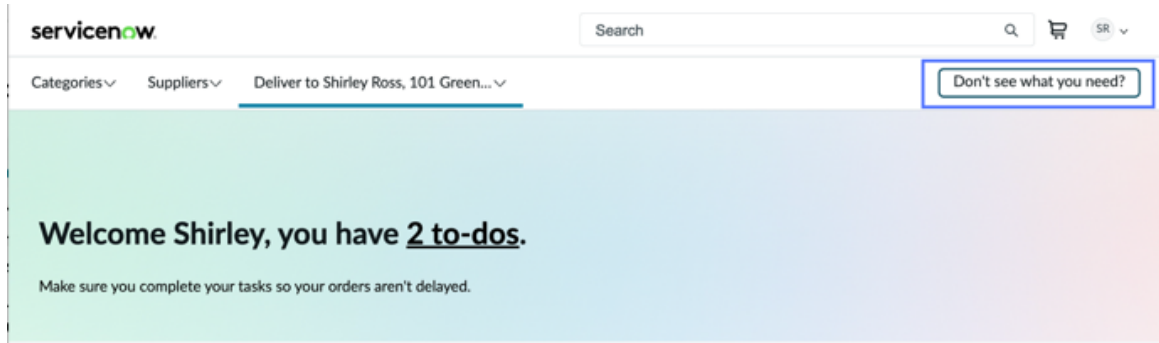 servicenow.
Search
SR
Categories
Suppliers
Deliver to Shirley Ross, 101 Green...
Don't see what you need?
Welcome Shirley, you have 2 to-dos.
Make sure you complete your tasks so your orders aren't delayed.